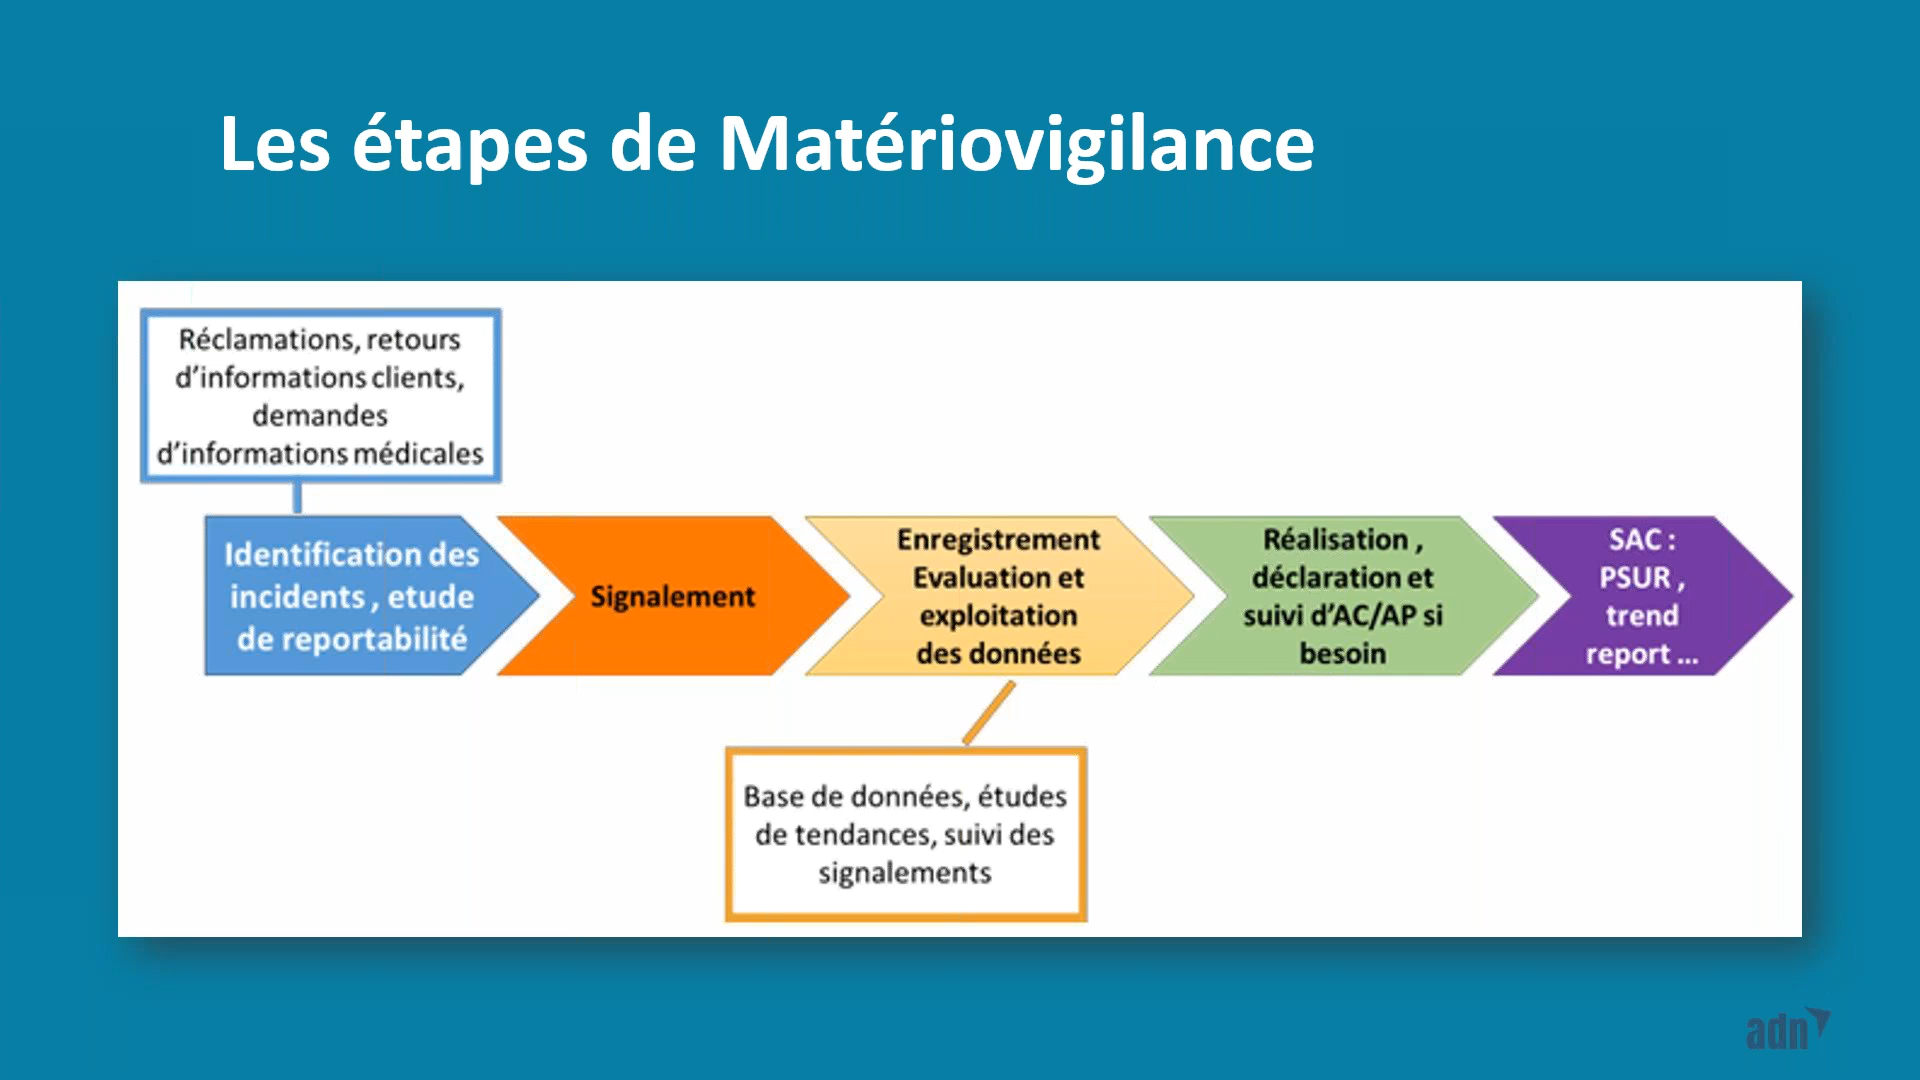 Les étapes de Matériovigilance
Réclamations, retours
d’informations clients,
demandes
d’informations médicales
Identification des
incidents , etude
de reportabilité
Signalement
Enregistrement
Evaluation et
exploitation
des données
Réalisation ,
déclaration et
suivi d’AC/AP si
besoin
SAC :
PSUR ,
trend
report ...
Base de données, études
de tendances, suivi des
signalements
adn